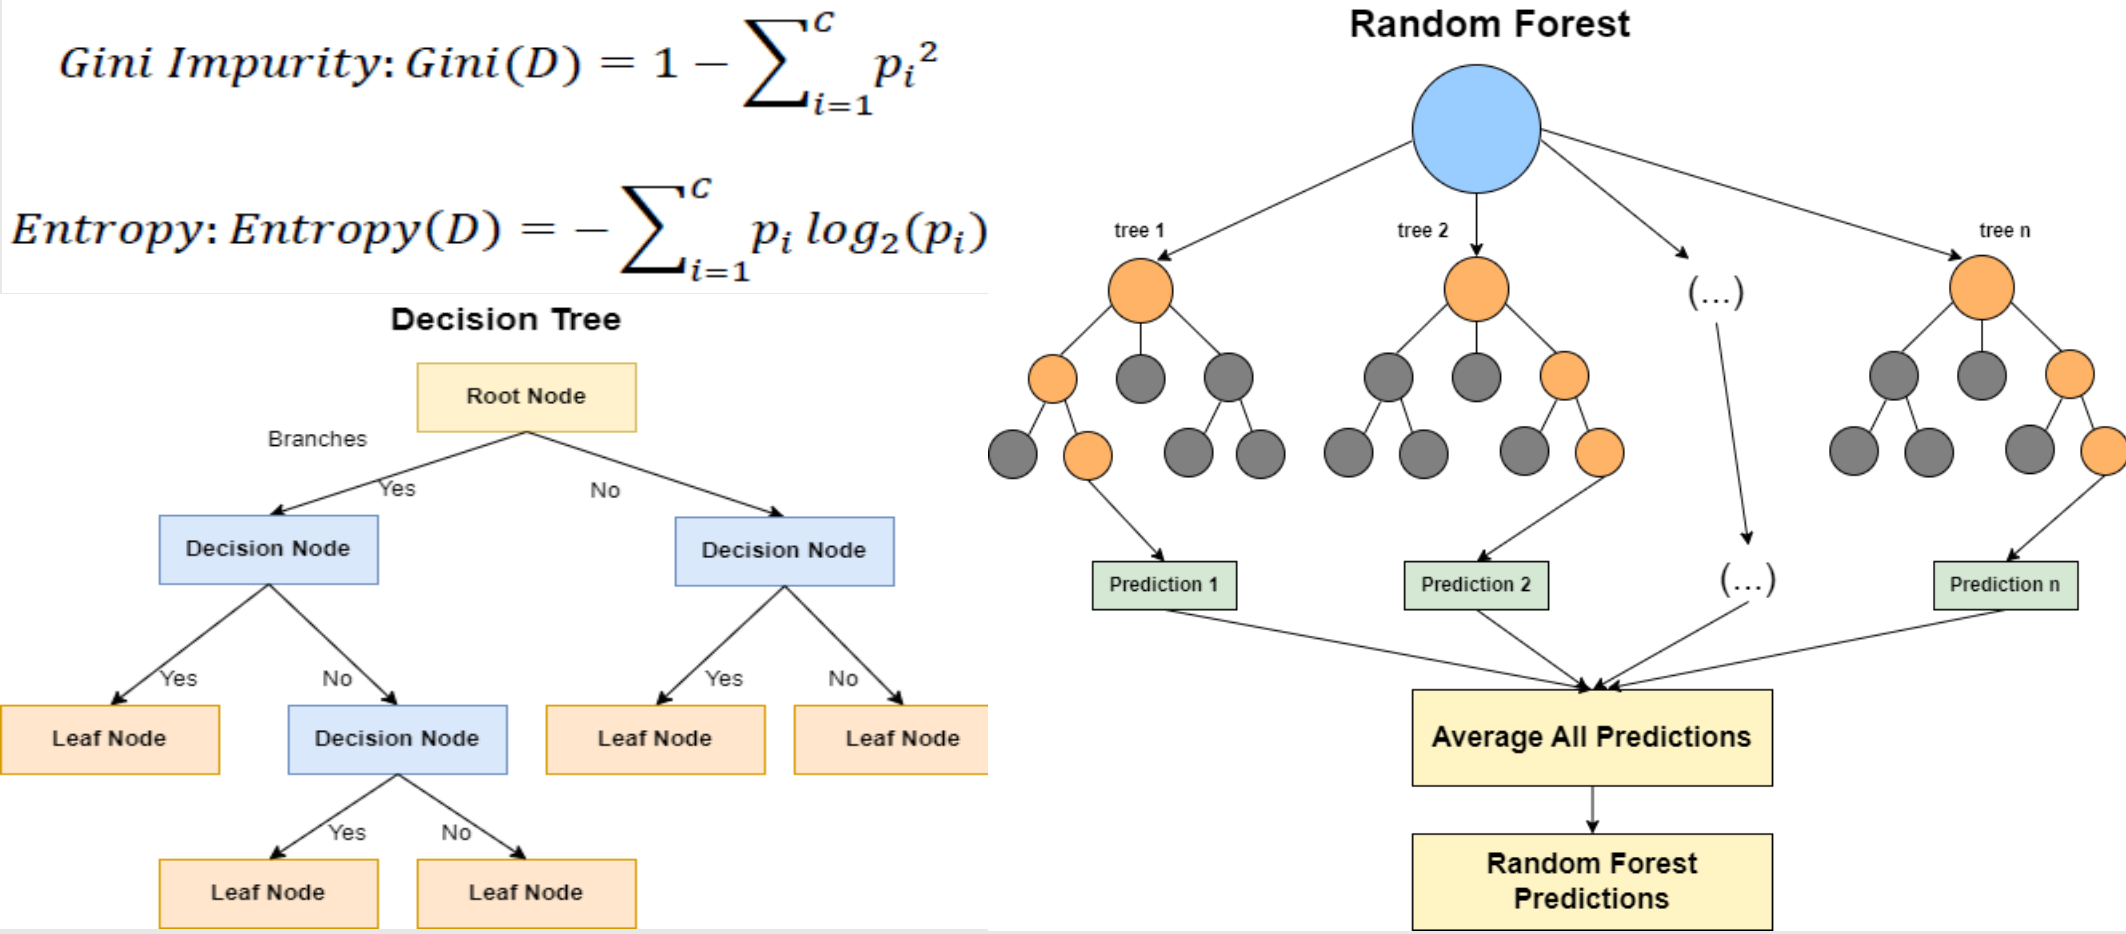 Gini Impurity: Gini(D) = 1 − ∑_{i=1}^{C} p_i^2
Entropy: Entropy(D) = − ∑_{i=1}^{C} p_i log_2(p_i)
Decision Tree
Root Node
Branches
Yes
No
Decision Node
Decision Node
Yes
No
Yes
No
Leaf Node
Decision Node
Leaf Node
Leaf Node
Yes
No
Leaf Node
Leaf Node
Random Forest
tree 1
tree 2
tree n
(...)
Prediction 1
Prediction 2
(...)
Prediction n
Average All Predictions
Random Forest
Predictions